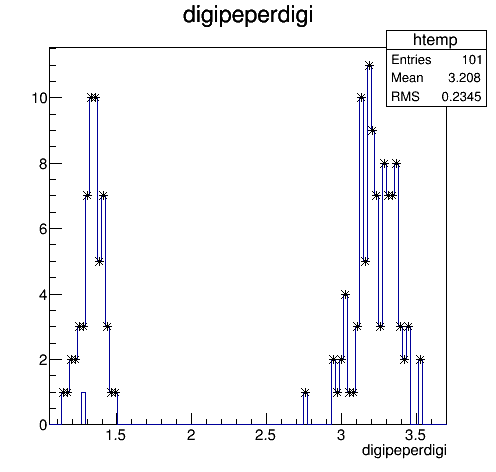 digipeperdigi
htemp
Entries 101
Mean 3.208
RMS 0.2345
10
8
6
4
2
0
1.5 2 2.5 3 3.5
digipeperdigi